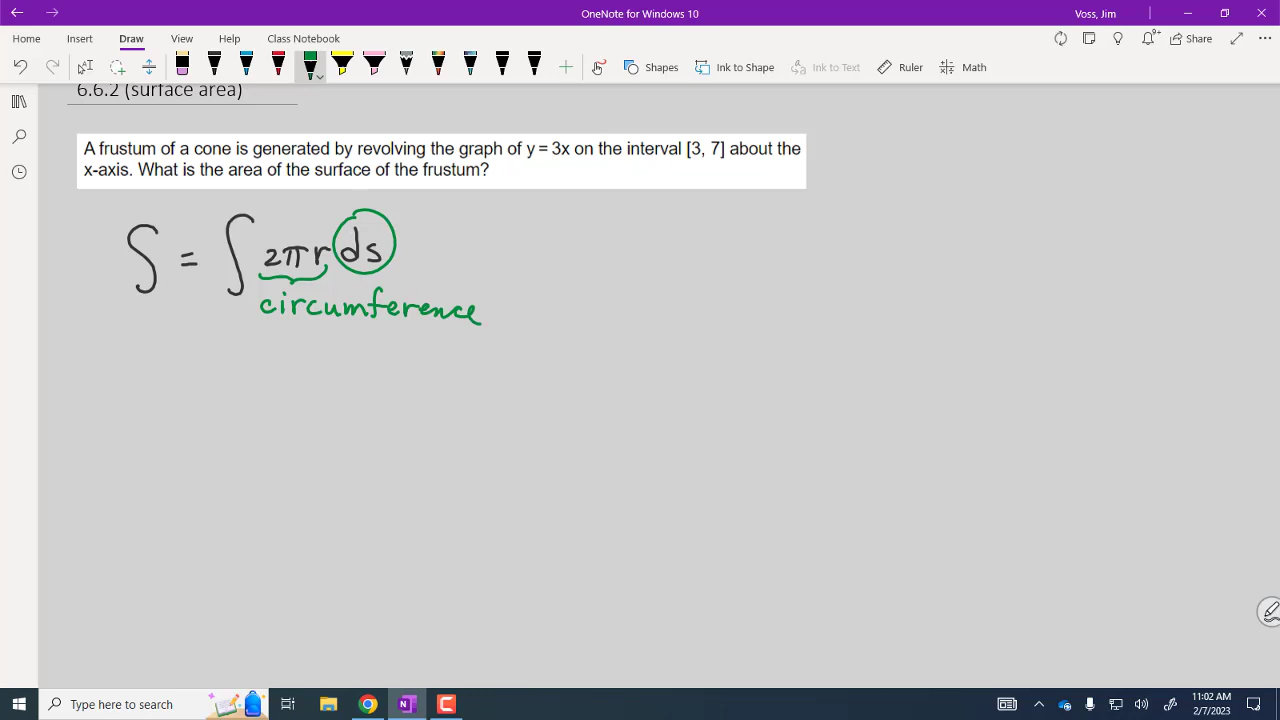 OneNote for Windows 10
Voss, Jim
Home Insert Draw View Help Class Notebook
Share
Shapes Ink to Shape Ink to Text Ruler Math
6.6.2 (surface area)
A frustum of a cone is generated by revolving the graph of y = 3x on the interval [3, 7] about the
x-axis. What is the area of the surface of the frustum?
S = ∫ 2πr ds
circumference
Type here to search
11:02 AM
2/7/2023